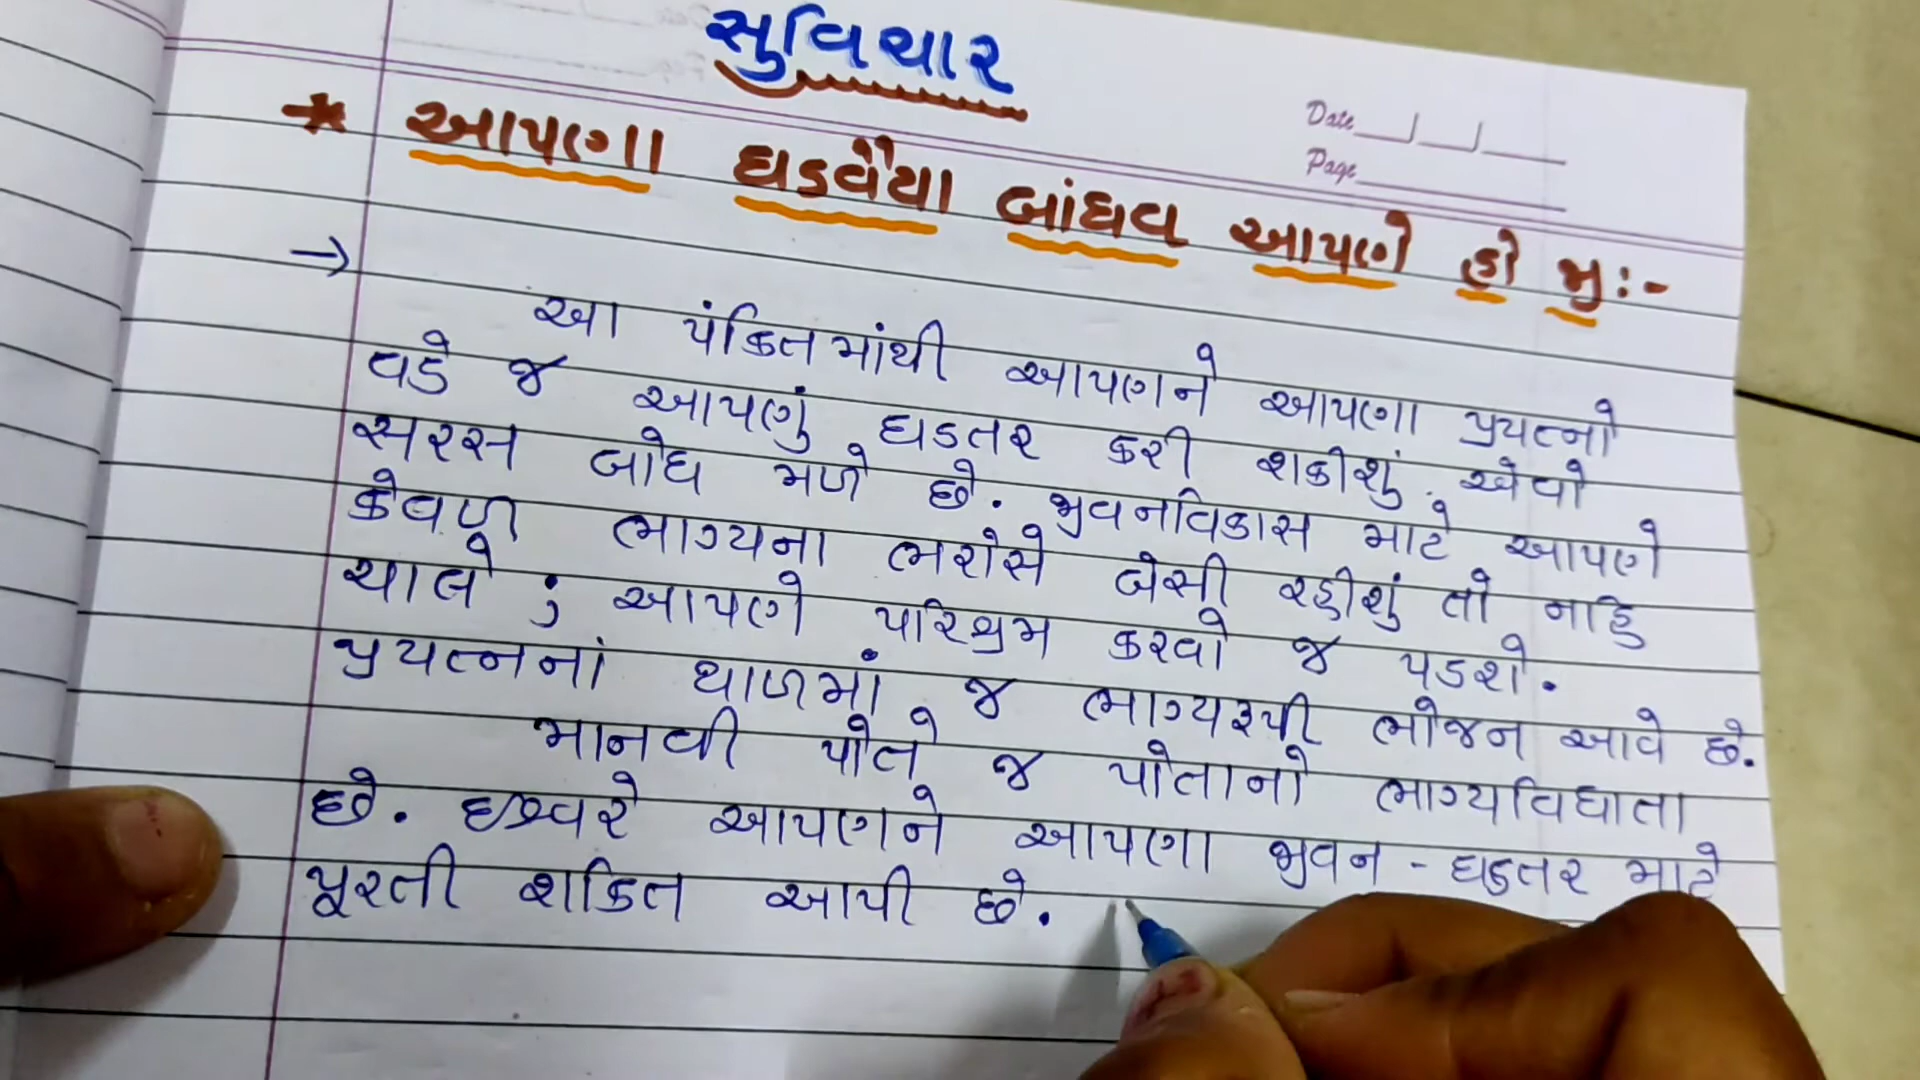 સુવિચાર
Date
Page
* આપણા ઘડવૈયા બાંધવ આપણે હો જી :-
→
આ પંકિતમાંથી આપણને આપણા પ્રયત્નો
વડે જ આપણું ઘડતર કરી શકીશું. એવો
સરસ બોધ મળે છે. જીવનવિકાસ માટે આપણે
કેવળ ભાગ્યના ભરોસે બેસી રહીશું તો નહિ
ચાલે ; આપણે પરિશ્રમ કરવો જ પડશે.
પ્રયત્નનાં થાળમાં જ ભાગ્યરૂપી ભોજન આવે છે.
માનવી પોતે જ પોતાનો ભાગ્યવિધાતા
છે. ઈશ્વરે આપણને આપણા જીવન - ઘડતર માટે
પૂરતી શકિત આપી છે.